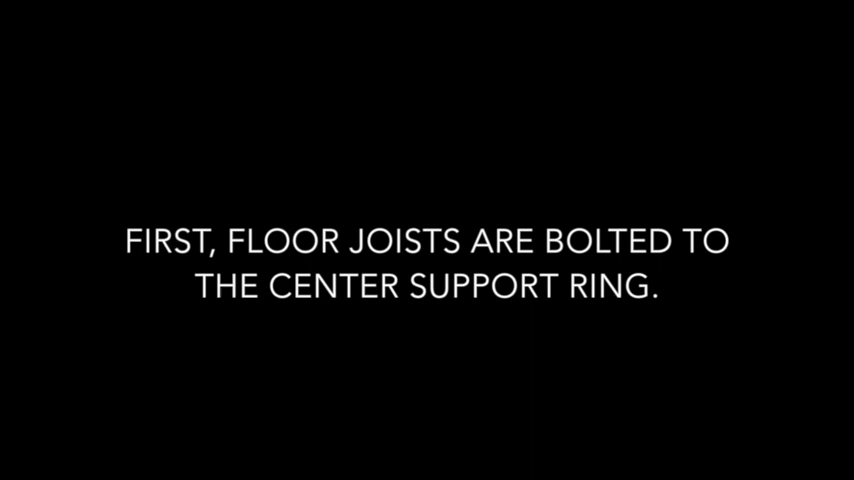 FIRST, FLOOR JOISTS ARE BOLTED TO
THE CENTER SUPPORT RING.